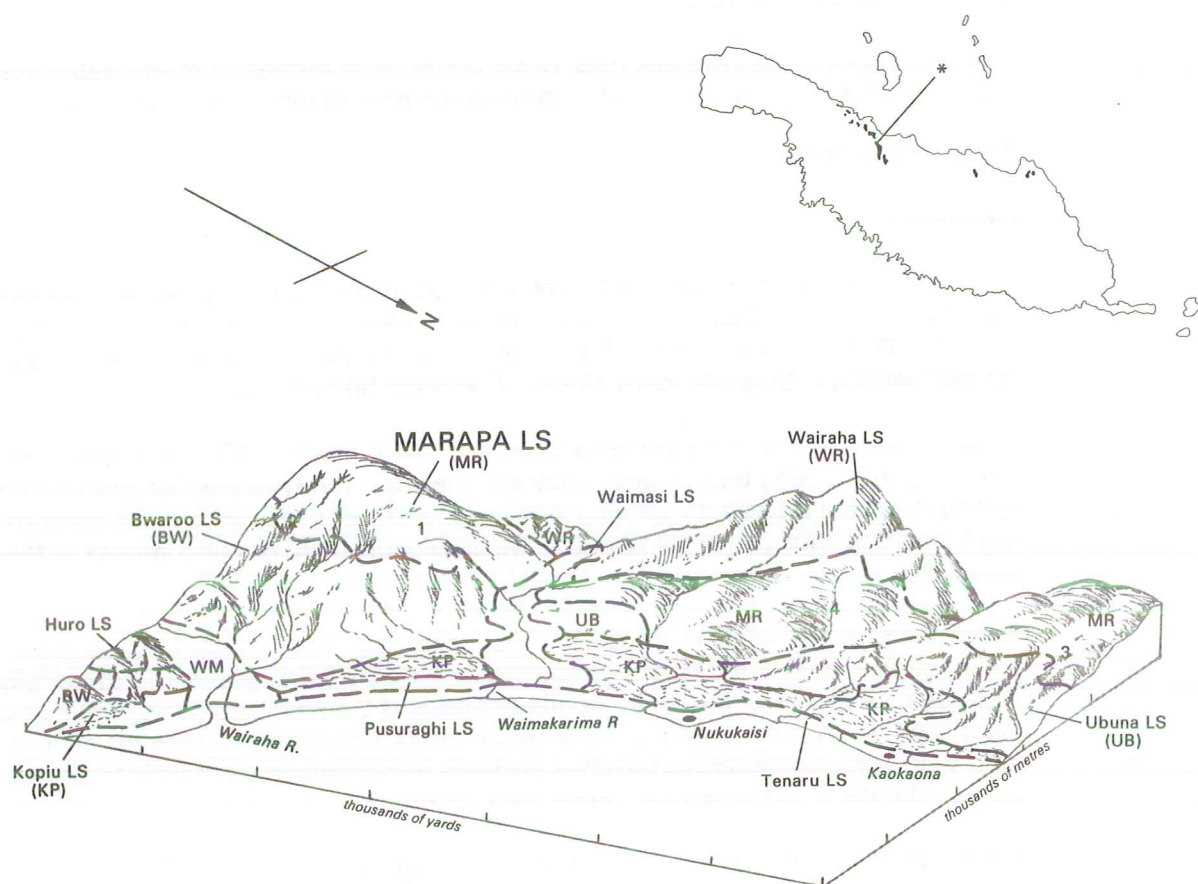 *
N
MARAPA LS
(MR)
Wairaha LS
(WR)
Waimasi LS
Bwaroo LS
(BW)
1
2
WR
Huro LS
UB
MR
4
MR
KP
KP
3
WM
BW
KP
Ubuna LS
(UB)
Pusuraghi LS
Waimakarima R
Wairaha R.
Nukukaisi
Kopiu LS
(KP)
Tenaru LS
Kaokaona
thousands of metres
thousands of yards